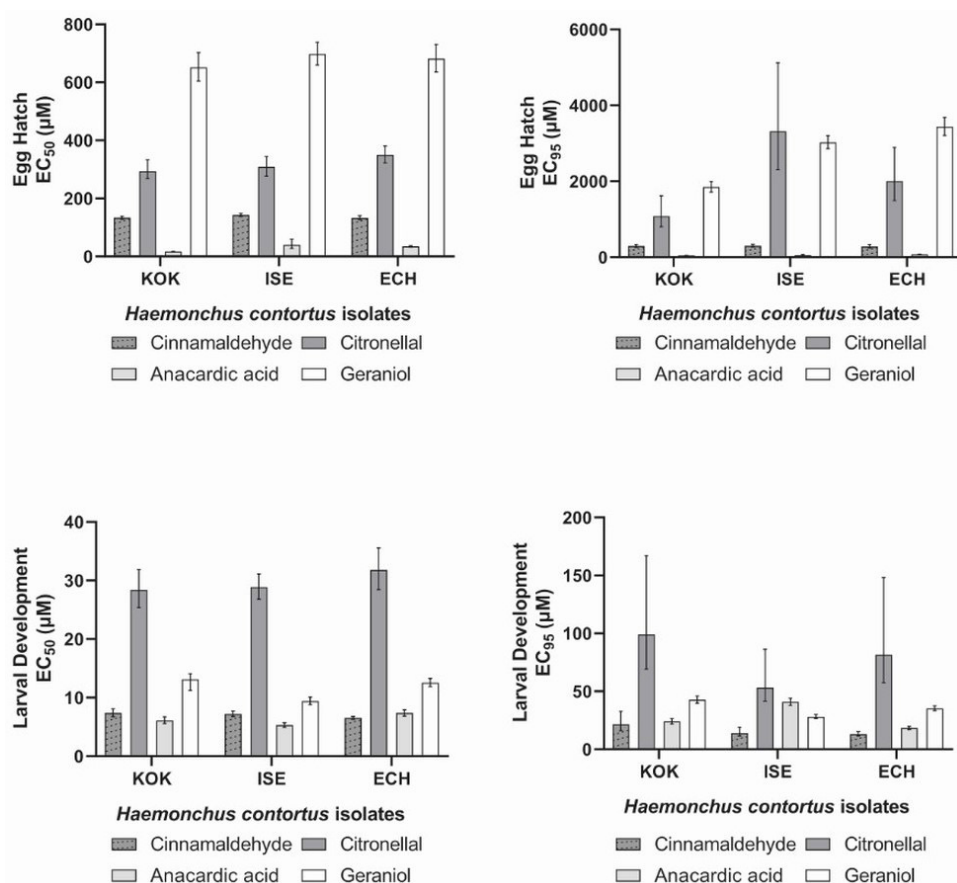 Egg Hatch
EC50 (µM)
800
600
400
200
0
KOK ISE ECH
Haemonchus contortus isolates
Cinnamaldehyde Citronellal
Anacardic acid Geraniol
Egg Hatch
EC95 (µM)
6000
4000
2000
0
KOK ISE ECH
Haemonchus contortus isolates
Cinnamaldehyde Citronellal
Anacardic acid Geraniol
Larval Development
EC50 (µM)
40
30
20
10
0
KOK ISE ECH
Haemonchus contortus isolates
Cinnamaldehyde Citronellal
Anacardic acid Geraniol
Larval Development
EC95 (µM)
200
150
100
50
0
KOK ISE ECH
Haemonchus contortus isolates
Cinnamaldehyde Citronellal
Anacardic acid Geraniol